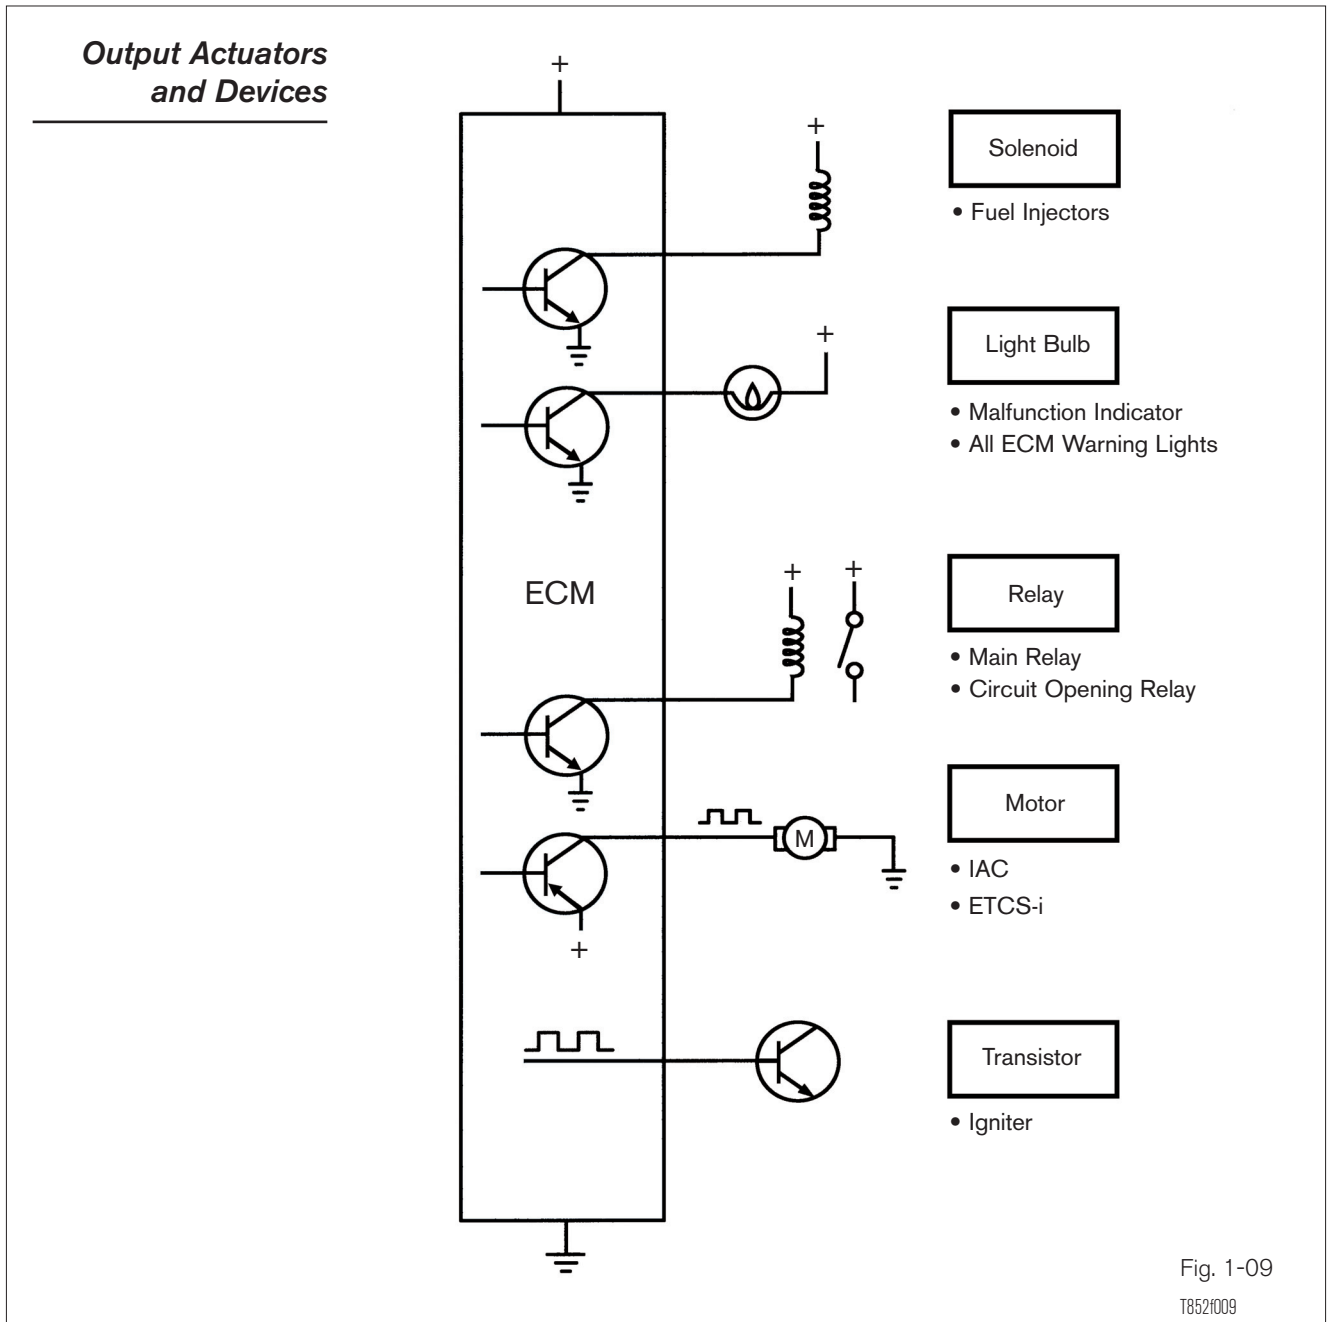 Output Actuators
and Devices
+
+
Solenoid
• Fuel Injectors
+
Light Bulb
• Malfunction Indicator
• All ECM Warning Lights
ECM
+ +
Relay
• Main Relay
• Circuit Opening Relay
M
Motor
• IAC
• ETCS-i
+
Transistor
• Igniter
Fig. 1-09
T852f009